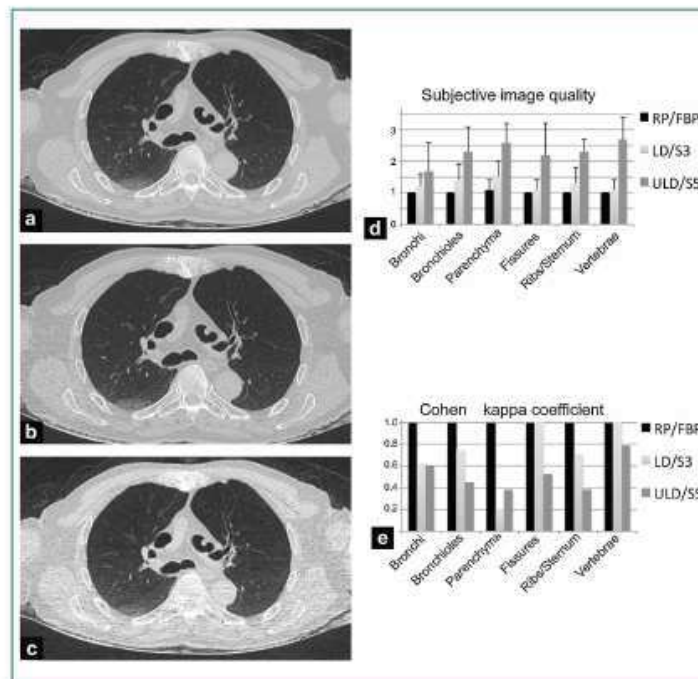 a
b
c
Subjective image quality
3
2
1
0
RP/FBP
LD/S3
ULD/S5
d
Bronchi
Bronchioles
Parenchyma
Fissures
Ribs/Sternum
Vertebrae
Cohen kappa coefficient
1.0
0.8
0.6
0.4
0.2
RP/FBP
LD/S3
ULD/S5
e
Bronchi
Bronchioles
Parenchyma
Fissures
Ribs/Sternum
Vertebrae